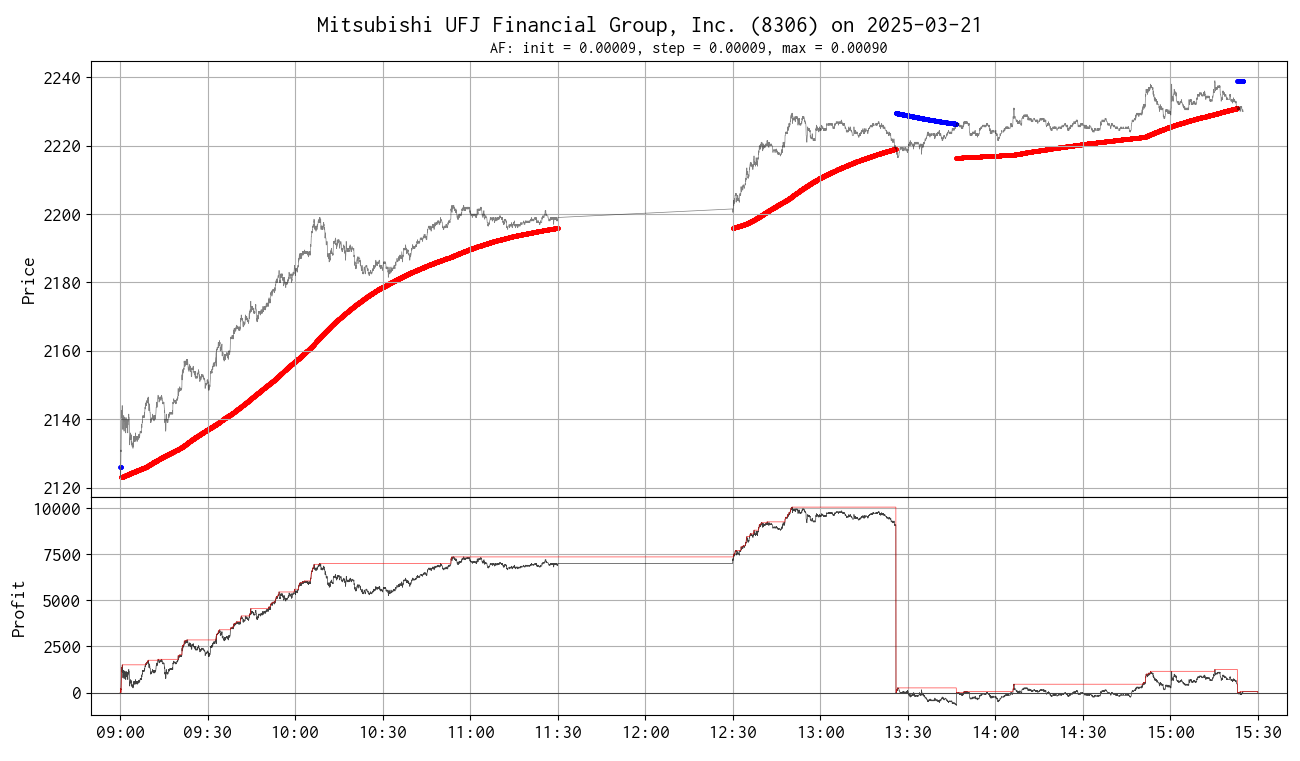 Mitsubishi UFJ Financial Group, Inc. (8306) on 2025-03-21
AF: init = 0.00009, step = 0.00009, max = 0.00090
Price
2240
2220
2200
2180
2160
2140
2120
Profit
10000
7500
5000
2500
0
09:00 09:30 10:00 10:30 11:00 11:30 12:00 12:30 13:00 13:30 14:00 14:30 15:00 15:30